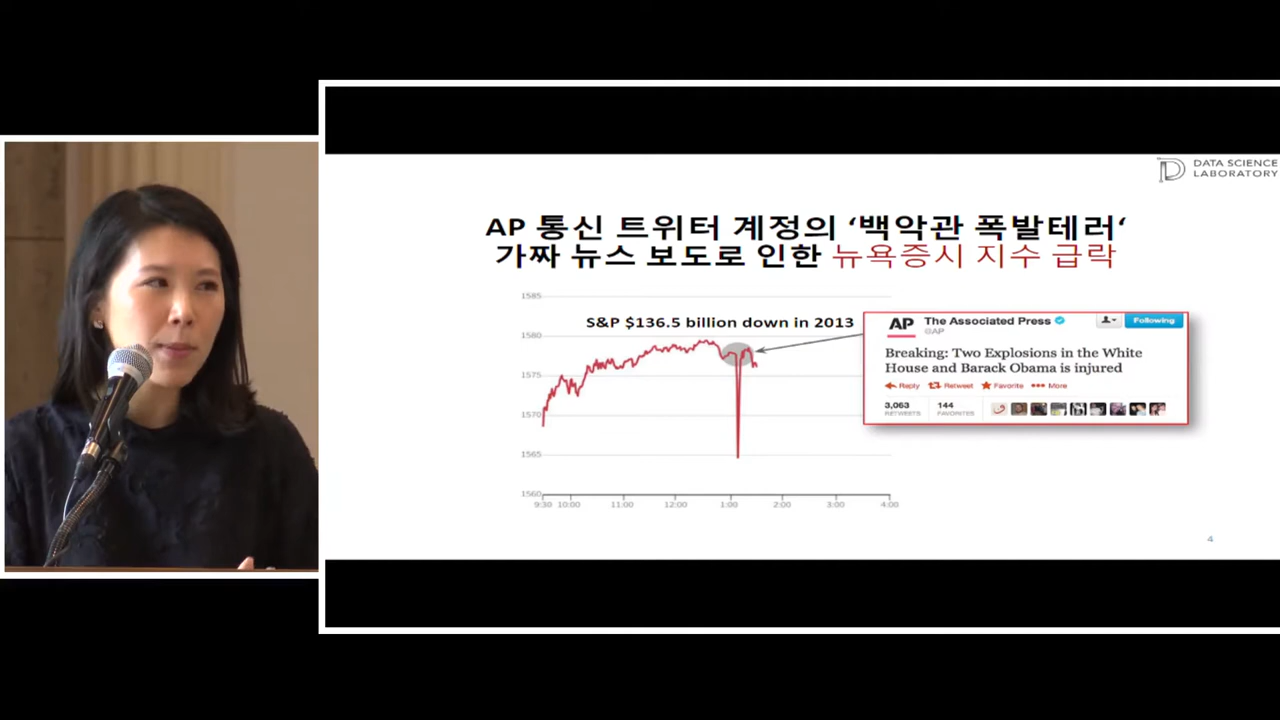 DATA SCIENCE
LABORATORY
AP 통신 트위터 계정의 ‘백악관 폭발테러‘
가짜 뉴스 보도로 인한 뉴욕증시 지수 급락
S&P $136.5 billion down in 2013
1585
1580
1575
1570
1565
1560
9:30 10:00 11:00 12:00 1:00 2:00 3:00 4:00
AP
The Associated Press
@AP
Following
Breaking: Two Explosions in the White
House and Barack Obama is injured
Reply Retweet Favorite More
3,063 144
RETWEETS FAVORITES
4